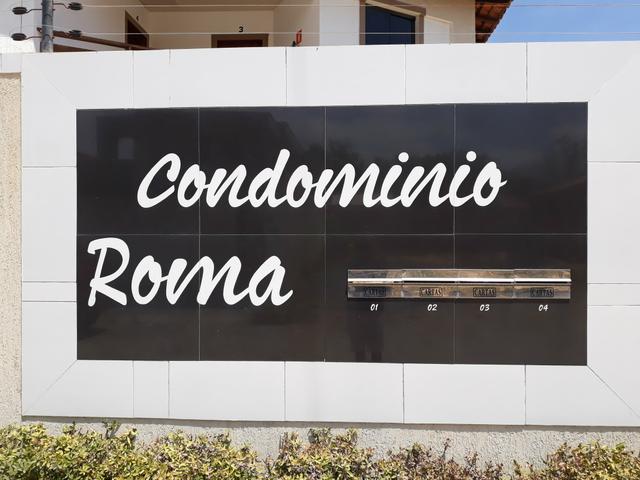 3
Condominio
Roma
CARTAS CARTAS CARTAS CARTAS
01 02 03 04